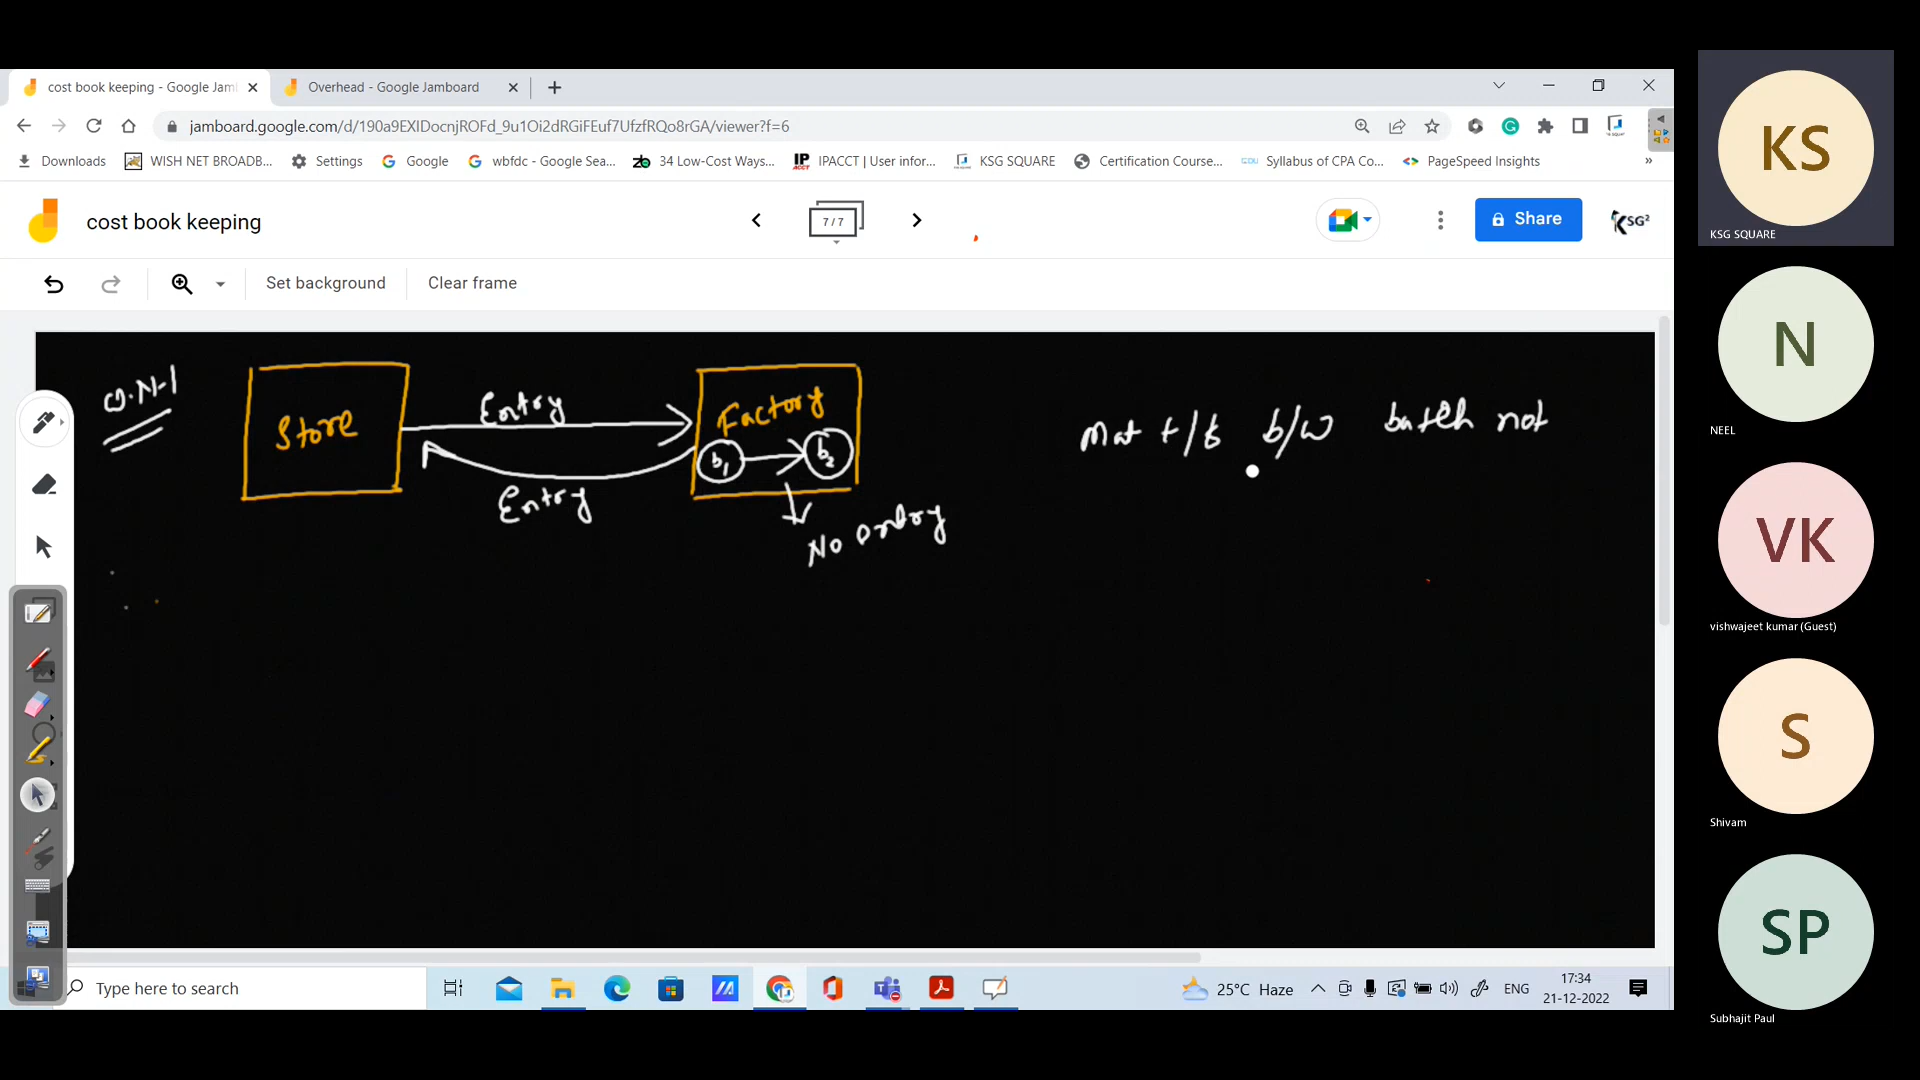 cost book keeping - Google Jam
Overhead - Google Jamboard
jamboard.google.com/d/190a9EXIDocnjROFd_9u1Oi2dRGiFEuf7UfzfRQo8rGA/viewer?f=6
Downloads
WISH NET BROADB...
Settings
Google
wbfdc - Google Sea...
34 Low-Cost Ways...
IPACCT | User infor...
KSG SQUARE
Certification Course...
Syllabus of CPA Co...
PageSpeed Insights
»
cost book keeping
7 / 7
Share
KSG²
Set background
Clear frame
Q.N-1
Store
Entry
Factory
b1
b2
Entry
No entry
Mat t/f b/w batch not
Type here to search
25°C Haze
ENG
17:34
21-12-2022
KS
KSG SQUARE
N
NEEL
VK
vishwajeet kumar (Guest)
S
Shivam
SP
Subhajit Paul